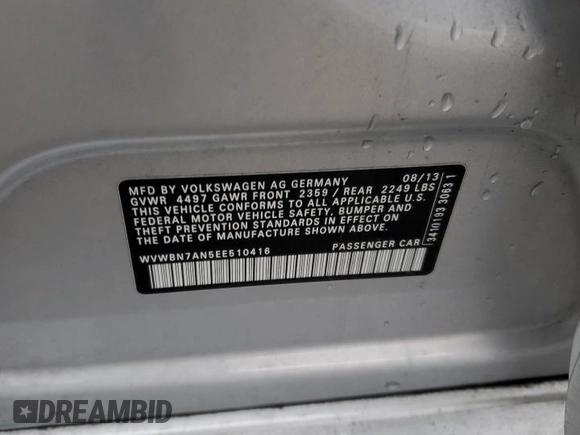 MFD BY VOLKSWAGEN AG GERMANY 08/13
GVWR 4497 GAWR FRONT 2359 / REAR 2249 LBS
THIS VEHICLE CONFORMS TO ALL APPLICABLE U.S.
FEDERAL MOTOR VEHICLE SAFETY, BUMPER AND
THEFT PREVENTION STANDARDS IN EFFECT ON
THE DATE OF MANUFACTURE SHOWN ABOVE.
WVWBN7AN5EE510416 PASSENGER CAR
3410193 3063 1
DREAMBID